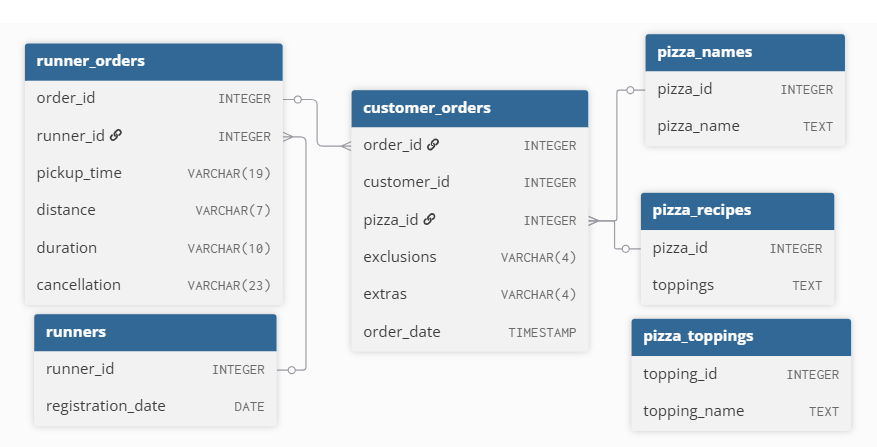 runner_orders
order_id INTEGER
runner_id INTEGER
pickup_time VARCHAR(19)
distance VARCHAR(7)
duration VARCHAR(10)
cancellation VARCHAR(23)
runners
runner_id INTEGER
registration_date DATE
customer_orders
order_id INTEGER
customer_id INTEGER
pizza_id INTEGER
exclusions VARCHAR(4)
extras VARCHAR(4)
order_date TIMESTAMP
pizza_names
pizza_id INTEGER
pizza_name TEXT
pizza_recipes
pizza_id INTEGER
toppings TEXT
pizza_toppings
topping_id INTEGER
topping_name TEXT